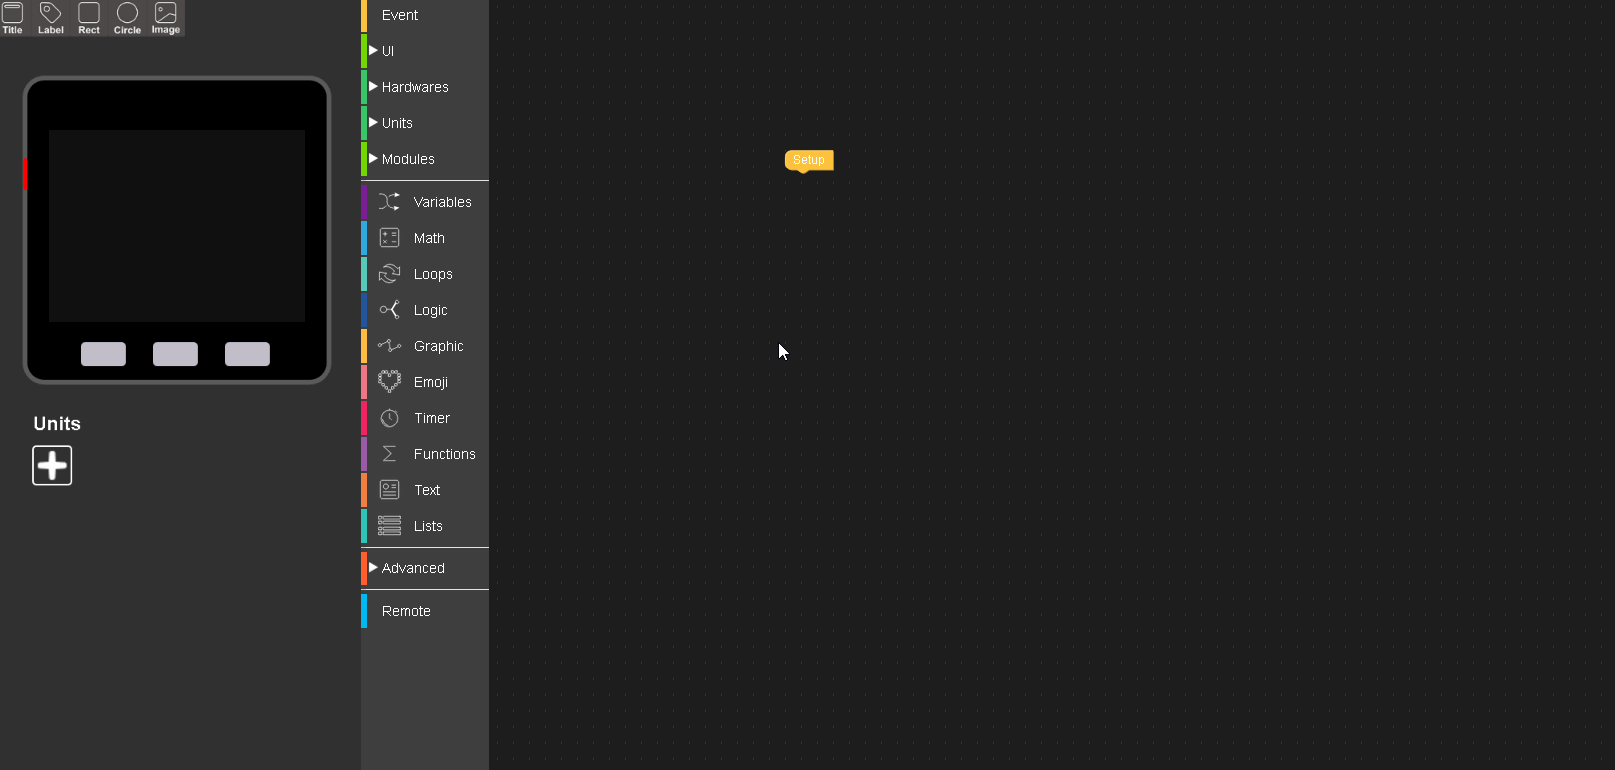 Title Label Rect Circle Image
Units
Event
UI
Hardwares
Units
Modules
Variables
Math
Loops
Logic
Graphic
Emoji
Timer
Functions
Text
Lists
Advanced
Remote
Setup